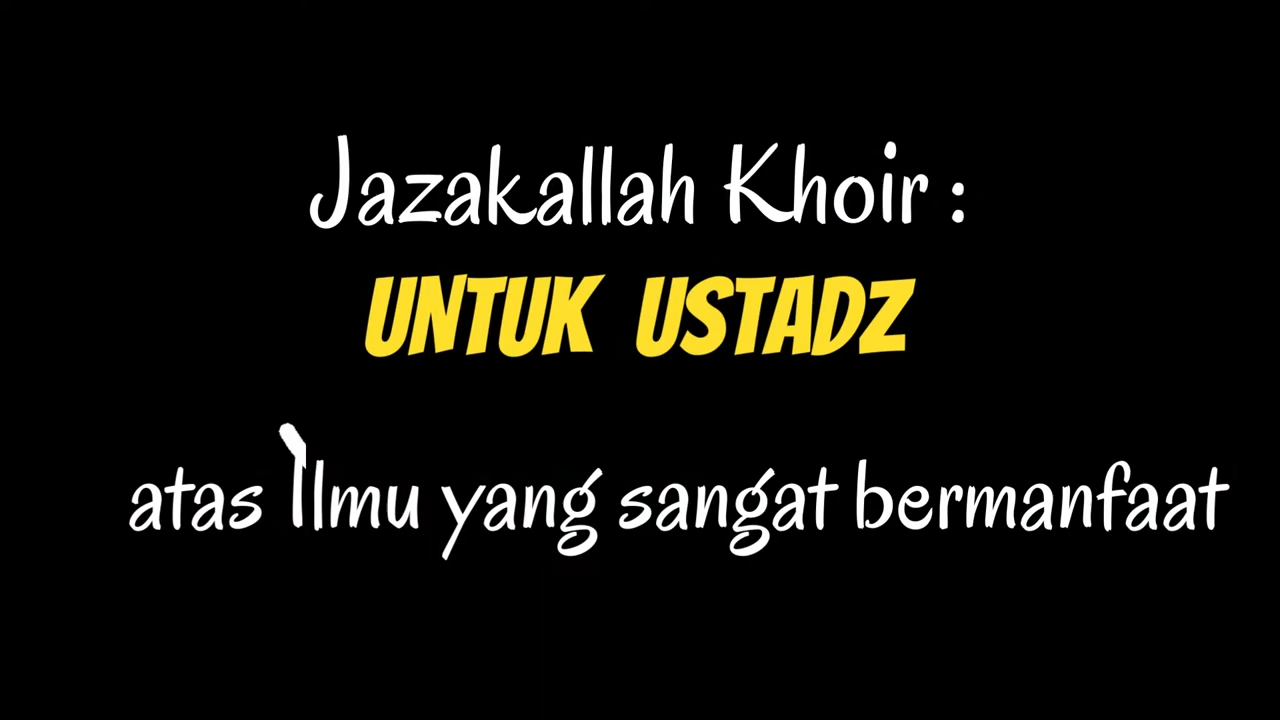 Jazakallah Khoir :
UNTUK USTADZ
atas Ilmu yang sangat bermanfaat